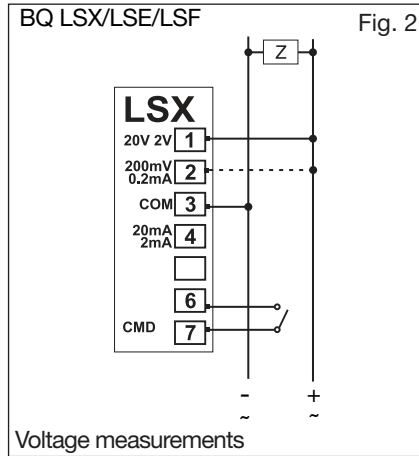 BQ LSX/LSE/LSF
Fig. 2
Z
LSX
20V 2V 1
200mV
0.2mA 2
COM 3
20mA
2mA 4
6
CMD 7
- +
~ ~
Voltage measurements